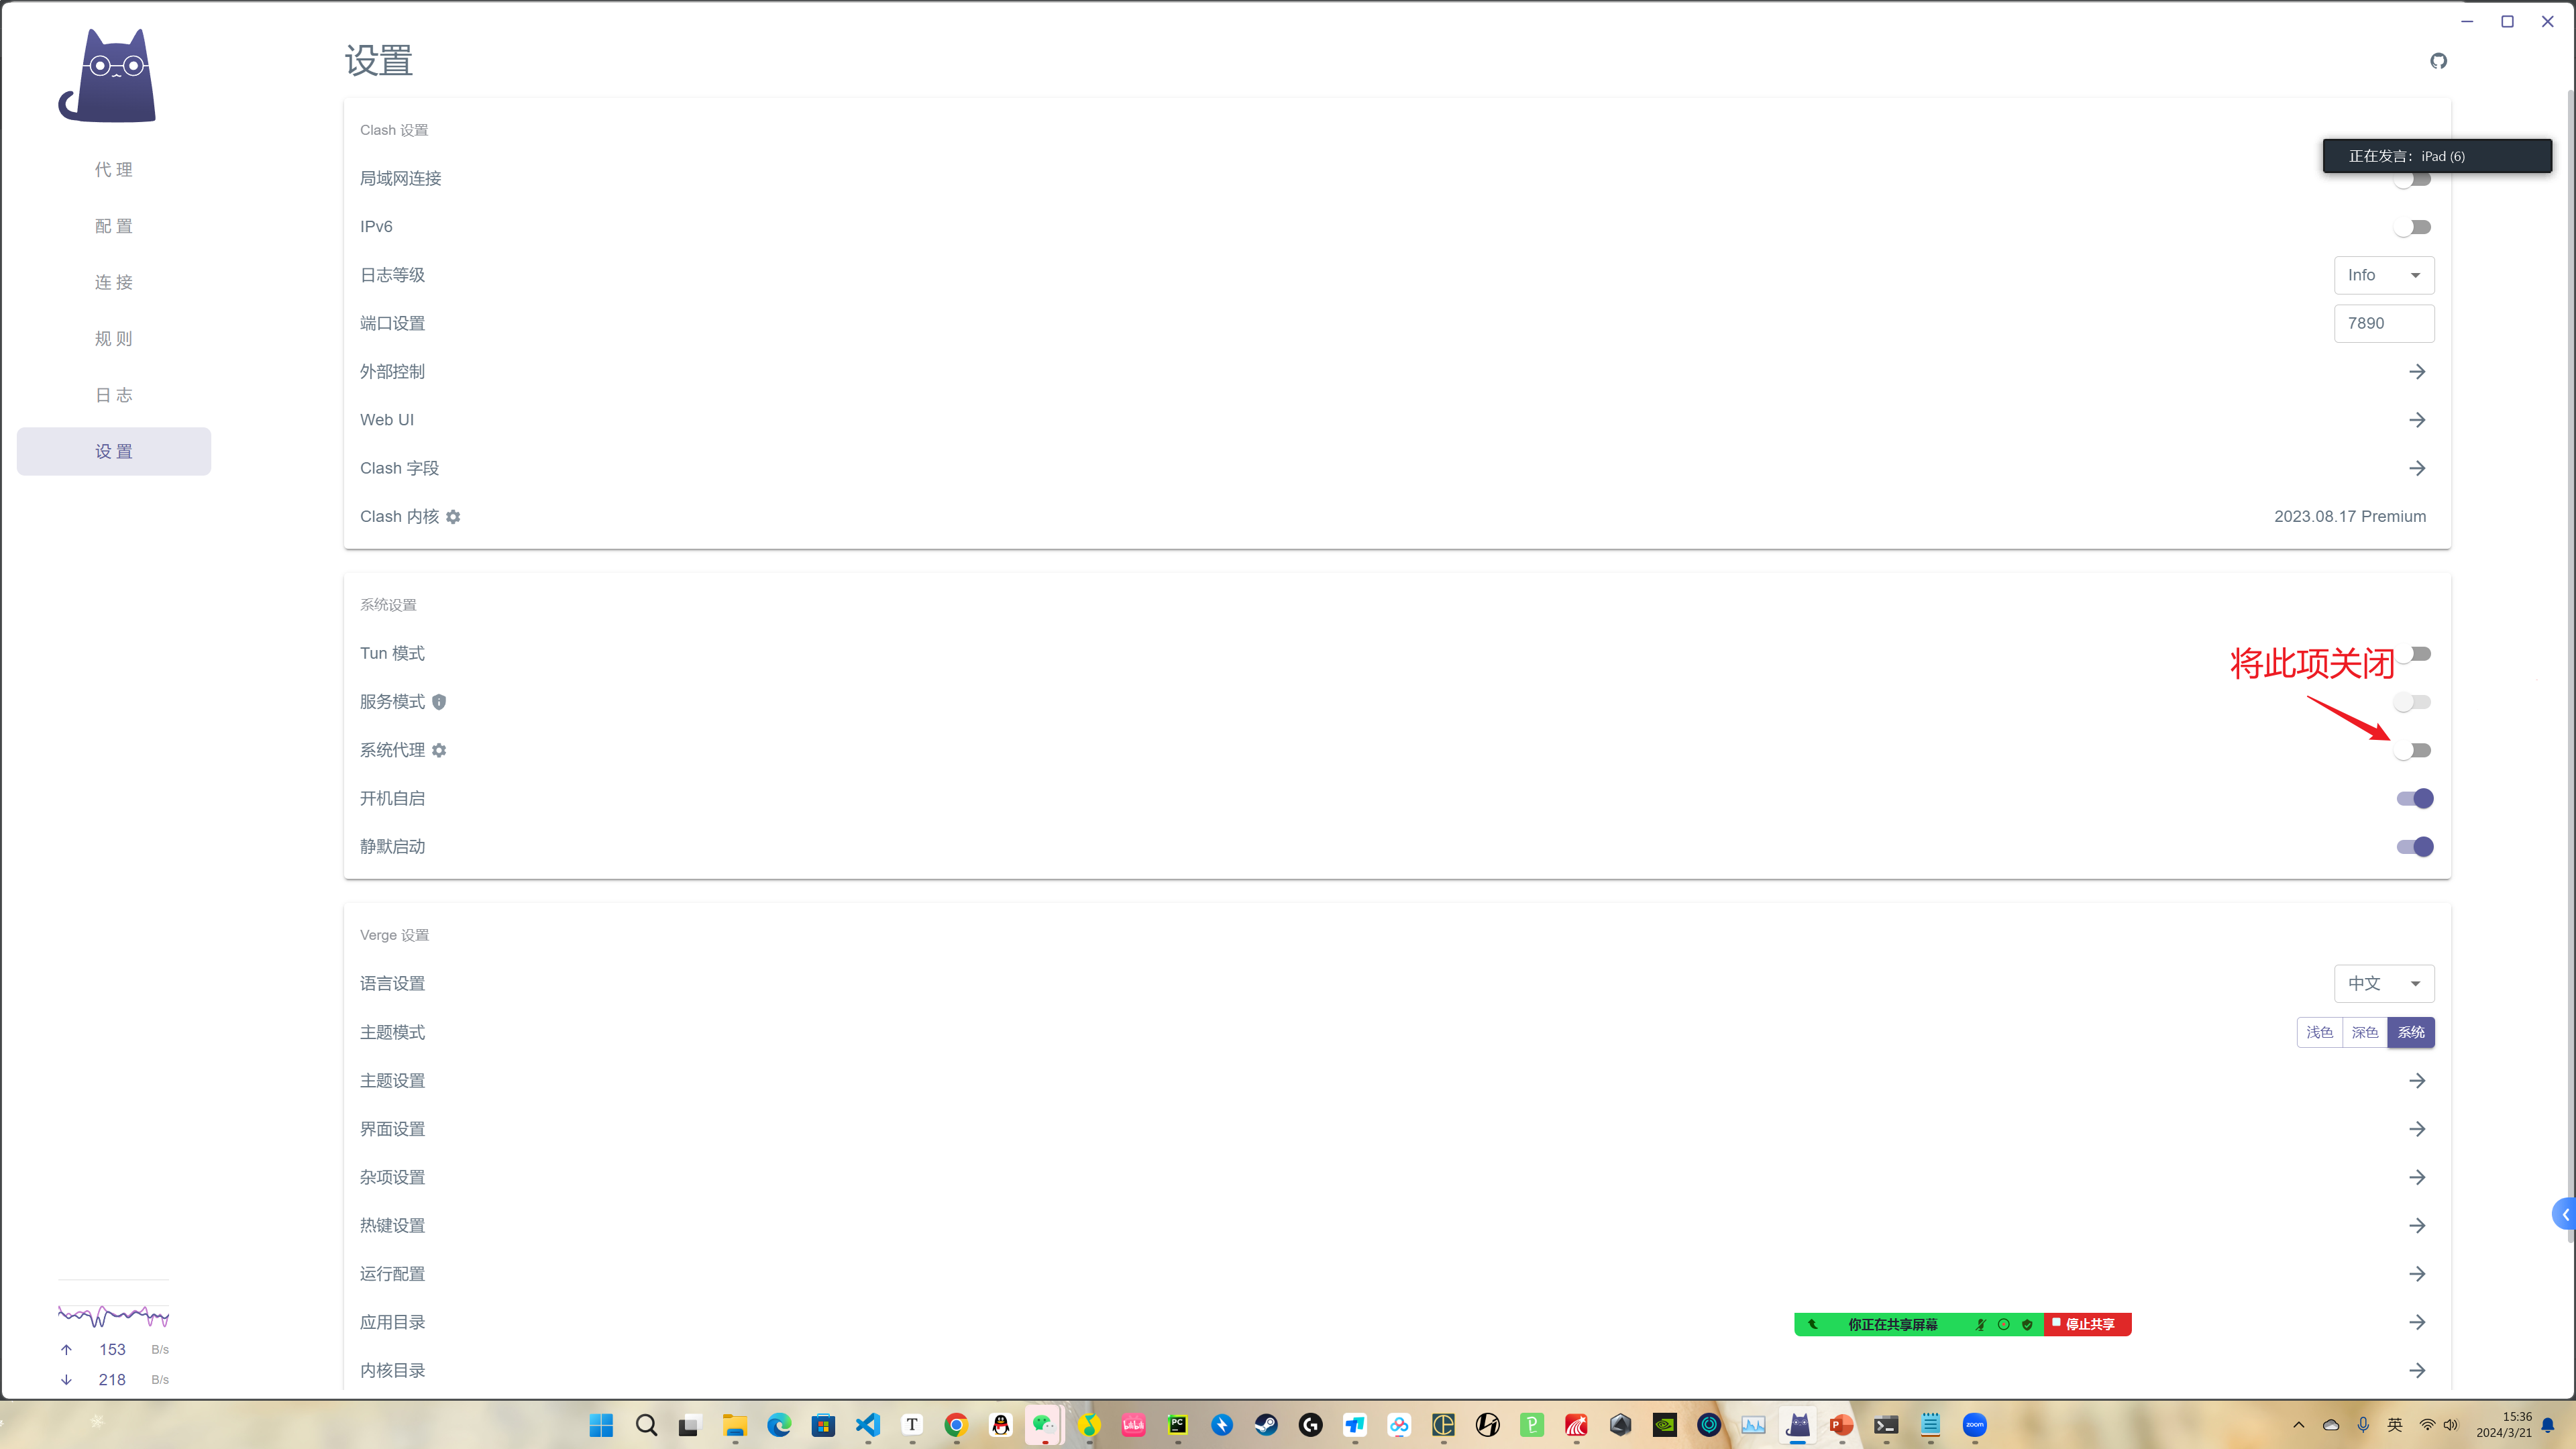 设置
Clash 设置
正在发言: iPad (6)
代 理
局域网连接
配 置
IPv6
连 接
日志等级
Info
规 则
端口设置
7890
外部控制
日 志
Web UI
设 置
Clash 字段
Clash 内核
2023.08.17 Premium
系统设置
Tun 模式
将此项关闭
服务模式
系统代理
开机自启
静默启动
Verge 设置
语言设置
中文
主题模式
浅色 深色 系统
主题设置
界面设置
杂项设置
热键设置
运行配置
应用目录
你正在共享屏幕 停止共享
153 B/s
内核目录
218 B/s
英
15:36
2024/3/21
T
bilibili
PC
zoom